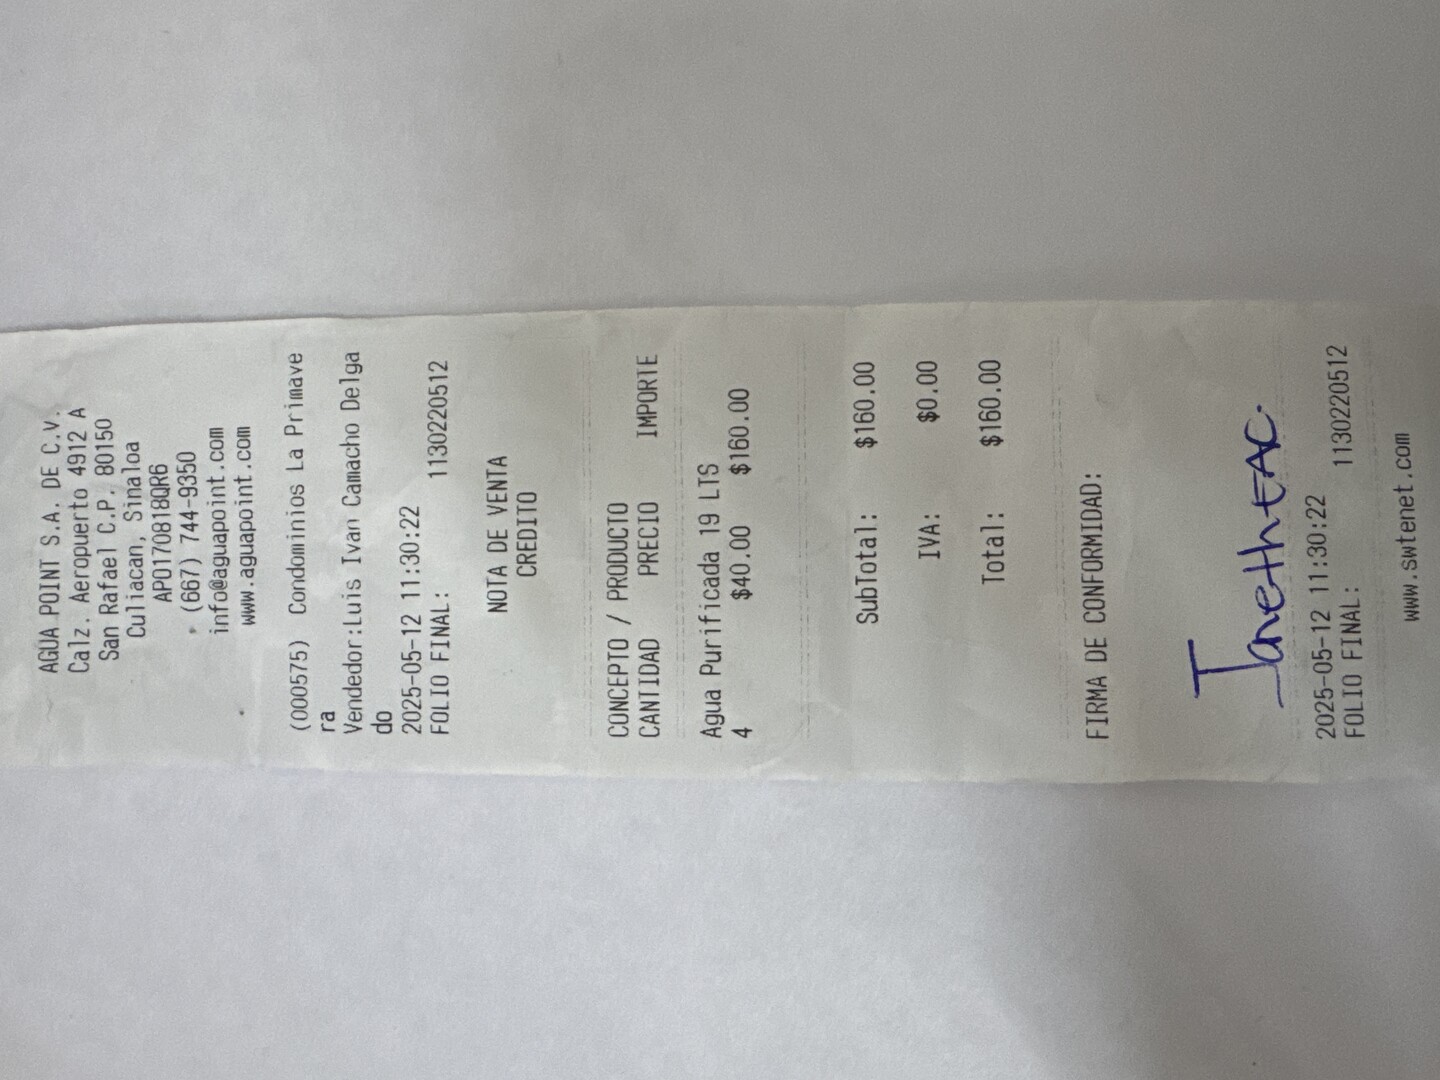 AGUA POINT S.A. DE C.V.
Calz. Aeropuerto 4912 A
San Rafael C.P. 80150
Culiacan, Sinaloa
APO170818QR6
(667) 744-9350
info@aguapoint.com
www.aguapoint.com
(000575) Condominios La Primave
ra
Vendedor:Luis Ivan Camacho Delga
do
2025-05-12 11:30:22
FOLIO FINAL: 1130220512
NOTA DE VENTA
CREDITO
CONCEPTO / PRODUCTO
CANTIDAD PRECIO IMPORTE
Agua Purificada 19 LTS
4 $40.00 $160.00
SubTotal: $160.00
IVA: $0.00
Total: $160.00
FIRMA DE CONFORMIDAD:
Janeth AC.
2025-05-12 11:30:22
FOLIO FINAL: 1130220512
www.swtenet.com